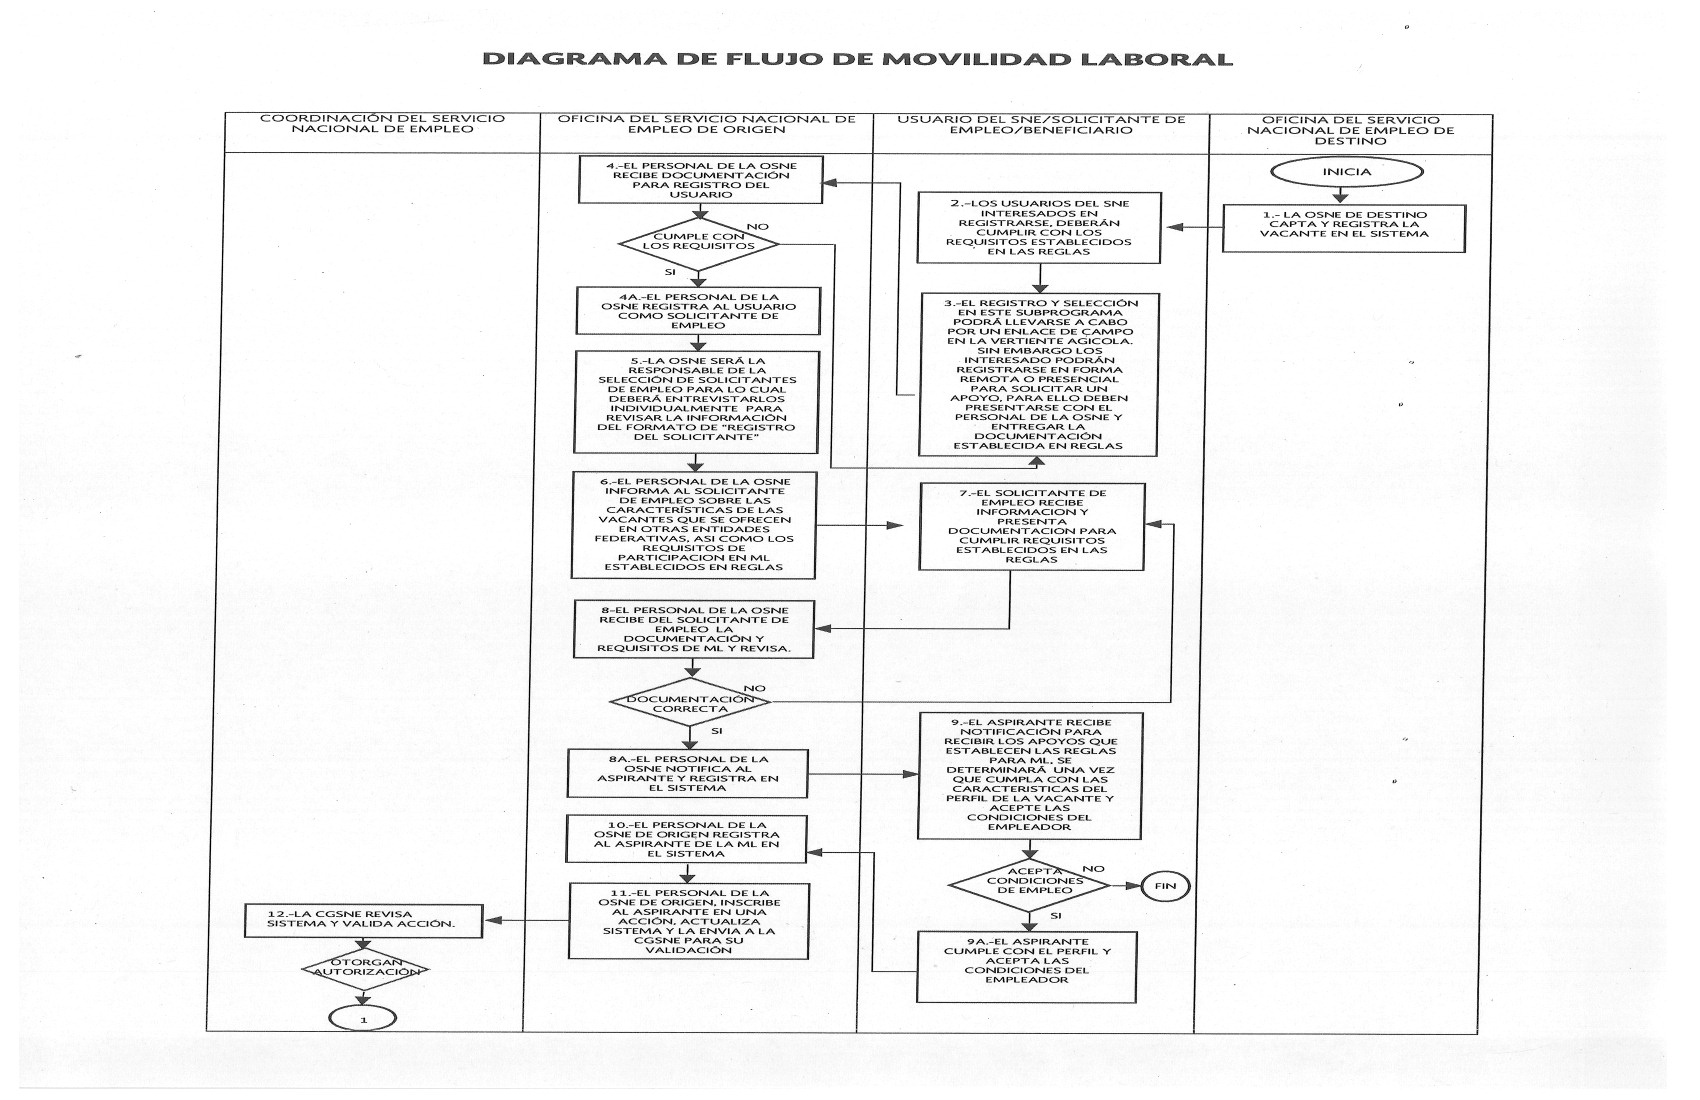 DIAGRAMA DE FLUJO DE MOVILIDAD LABORAL
COORDINACIÓN DEL SERVICIO
NACIONAL DE EMPLEO
OFICINA DEL SERVICIO NACIONAL DE
EMPLEO DE ORIGEN
USUARIO DEL SNE/SOLICITANTE DE
EMPLEO/BENEFICIARIO
OFICINA DEL SERVICIO
NACIONAL DE EMPLEO DE
DESTINO
INICIA
1.- LA OSNE DE DESTINO
CAPTA Y REGISTRA LA
VACANTE EN EL SISTEMA
2.-LOS USUARIOS DEL SNE
INTERESADOS EN
REGISTRARSE, DEBERÁN
CUMPLIR CON LOS
REQUISITOS ESTABLECIDOS
EN LAS REGLAS
3.-EL REGISTRO Y SELECCIÓN
EN ESTE SUBPROGRAMA
PODRÁ LLEVARSE A CABO
POR UN ENLACE DE CAMPO
EN LA VERTIENTE AGICOLA.
SIN EMBARGO LOS
INTERESADO PODRÁN
REGISTRARSE EN FORMA
REMOTA O PRESENCIAL
PARA SOLICITAR UN
APOYO, PARA ELLO DEBEN
PRESENTARSE CON EL
PERSONAL DE LA OSNE Y
ENTREGAR LA
DOCUMENTACIÓN
ESTABLECIDA EN REGLAS
4.-EL PERSONAL DE LA OSNE
RECIBE DOCUMENTACIÓN
PARA REGISTRO DEL
USUARIO
CUMPLE CON
LOS REQUISITOS
NO
SI
4A.-EL PERSONAL DE LA
OSNE REGISTRA AL USUARIO
COMO SOLICITANTE DE
EMPLEO
5.-LA OSNE SERÁ LA
RESPONSABLE DE LA
SELECCIÓN DE SOLICITANTES
DE EMPLEO PARA LO CUAL
DEBERÁ ENTREVISTARLOS
INDIVIDUALMENTE PARA
REVISAR LA INFORMACIÓN
DEL FORMATO DE "REGISTRO
DEL SOLICITANTE"
6.-EL PERSONAL DE LA OSNE
INFORMA AL SOLICITANTE
DE EMPLEO SOBRE LAS
CARACTERÍSTICAS DE LAS
VACANTES QUE SE OFRECEN
EN OTRAS ENTIDADES
FEDERATIVAS, ASI COMO LOS
REQUISITOS DE
PARTICIPACION EN ML
ESTABLECIDOS EN REGLAS
7.-EL SOLICITANTE DE
EMPLEO RECIBE
INFORMACION Y
PRESENTA
DOCUMENTACION PARA
CUMPLIR REQUISITOS
ESTABLECIDOS EN LAS
REGLAS
8-EL PERSONAL DE LA OSNE
RECIBE DEL SOLICITANTE DE
EMPLEO LA
DOCUMENTACIÓN Y
REQUISITOS DE ML Y REVISA.
DOCUMENTACIÓN
CORRECTA
NO
SI
8A.-EL PERSONAL DE LA
OSNE NOTIFICA AL
ASPIRANTE Y REGISTRA EN
EL SISTEMA
9.-EL ASPIRANTE RECIBE
NOTIFICACIÓN PARA
RECIBIR LOS APOYOS QUE
ESTABLECEN LAS REGLAS
PARA ML. SE
DETERMINARÁ UNA VEZ
QUE CUMPLA CON LAS
CARACTERISTICAS DEL
PERFIL DE LA VACANTE Y
ACEPTE LAS
CONDICIONES DEL
EMPLEADOR
ACEPTA
CONDICIONES
DE EMPLEO
NO
FIN
SI
9A.-EL ASPIRANTE
CUMPLE CON EL PERFIL Y
ACEPTA LAS
CONDICIONES DEL
EMPLEADOR
10.-EL PERSONAL DE LA
OSNE DE ORIGEN REGISTRA
AL ASPIRANTE DE LA ML EN
EL SISTEMA
11.-EL PERSONAL DE LA
OSNE DE ORIGEN, INSCRIBE
AL ASPIRANTE EN UNA
ACCIÓN, ACTUALIZA
SISTEMA Y LA ENVIA A LA
CGSNE PARA SU
VALIDACIÓN
12.-LA CGSNE REVISA
SISTEMA Y VALIDA ACCIÓN.
OTORGAN
AUTORIZACIÓN
1